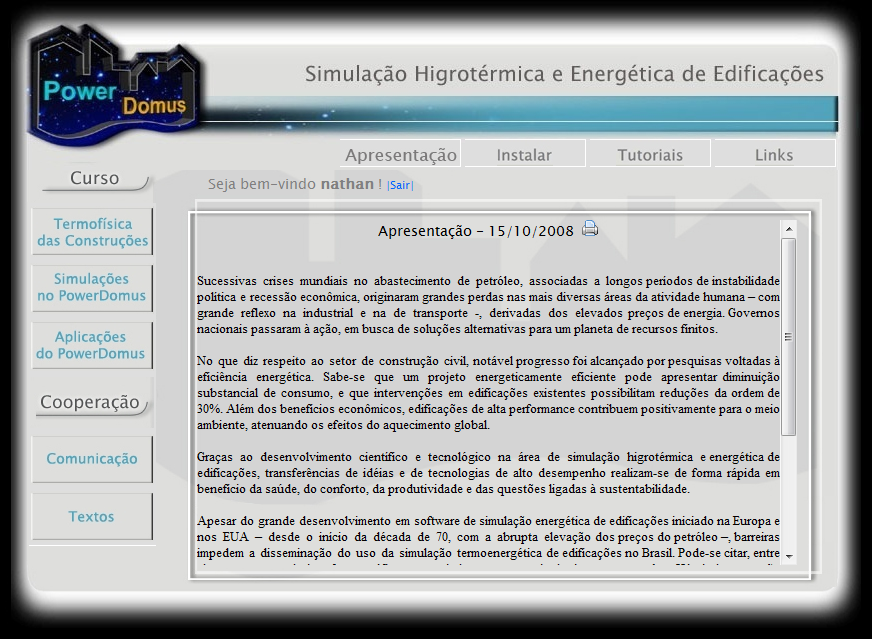 Power Domus
Simulação Higrotérmica e Energética de Edificações
Apresentação Instalar Tutoriais Links
Seja bem-vindo nathan ! |Sair|
Curso
Termofísica
das Construções
Simulações
no PowerDomus
Aplicações
do PowerDomus
Cooperação
Comunicação
Textos
Apresentação - 15/10/2008
Sucessivas crises mundiais no abastecimento de petróleo, associadas a longos períodos de instabilidade
política e recessão econômica, originaram grandes perdas nas mais diversas áreas da atividade humana – com
grande reflexo na industrial e na de transporte -, derivadas dos elevados preços de energia. Governos
nacionais passaram à ação, em busca de soluções alternativas para um planeta de recursos finitos.
No que diz respeito ao setor de construção civil, notável progresso foi alcançado por pesquisas voltadas à
eficiência energética. Sabe-se que um projeto energeticamente eficiente pode apresentar diminuição
substancial de consumo, e que intervenções em edificações existentes possibilitam reduções da ordem de
30%. Além dos benefícios econômicos, edificações de alta performance contribuem positivamente para o meio
ambiente, atenuando os efeitos do aquecimento global.
Graças ao desenvolvimento científico e tecnológico na área de simulação higrotérmica e energética de
edificações, transferências de idéias e de tecnologias de alto desempenho realizam-se de forma rápida em
benefício da saúde, do conforto, da produtividade e das questões ligadas à sustentabilidade.
Apesar do grande desenvolvimento em software de simulação energética de edificações iniciado na Europa e
nos EUA – desde o início da década de 70, com a abrupta elevação dos preços do petróleo –, barreiras
impedem a disseminação do uso da simulação termoenergética de edificações no Brasil. Pode-se citar, entre